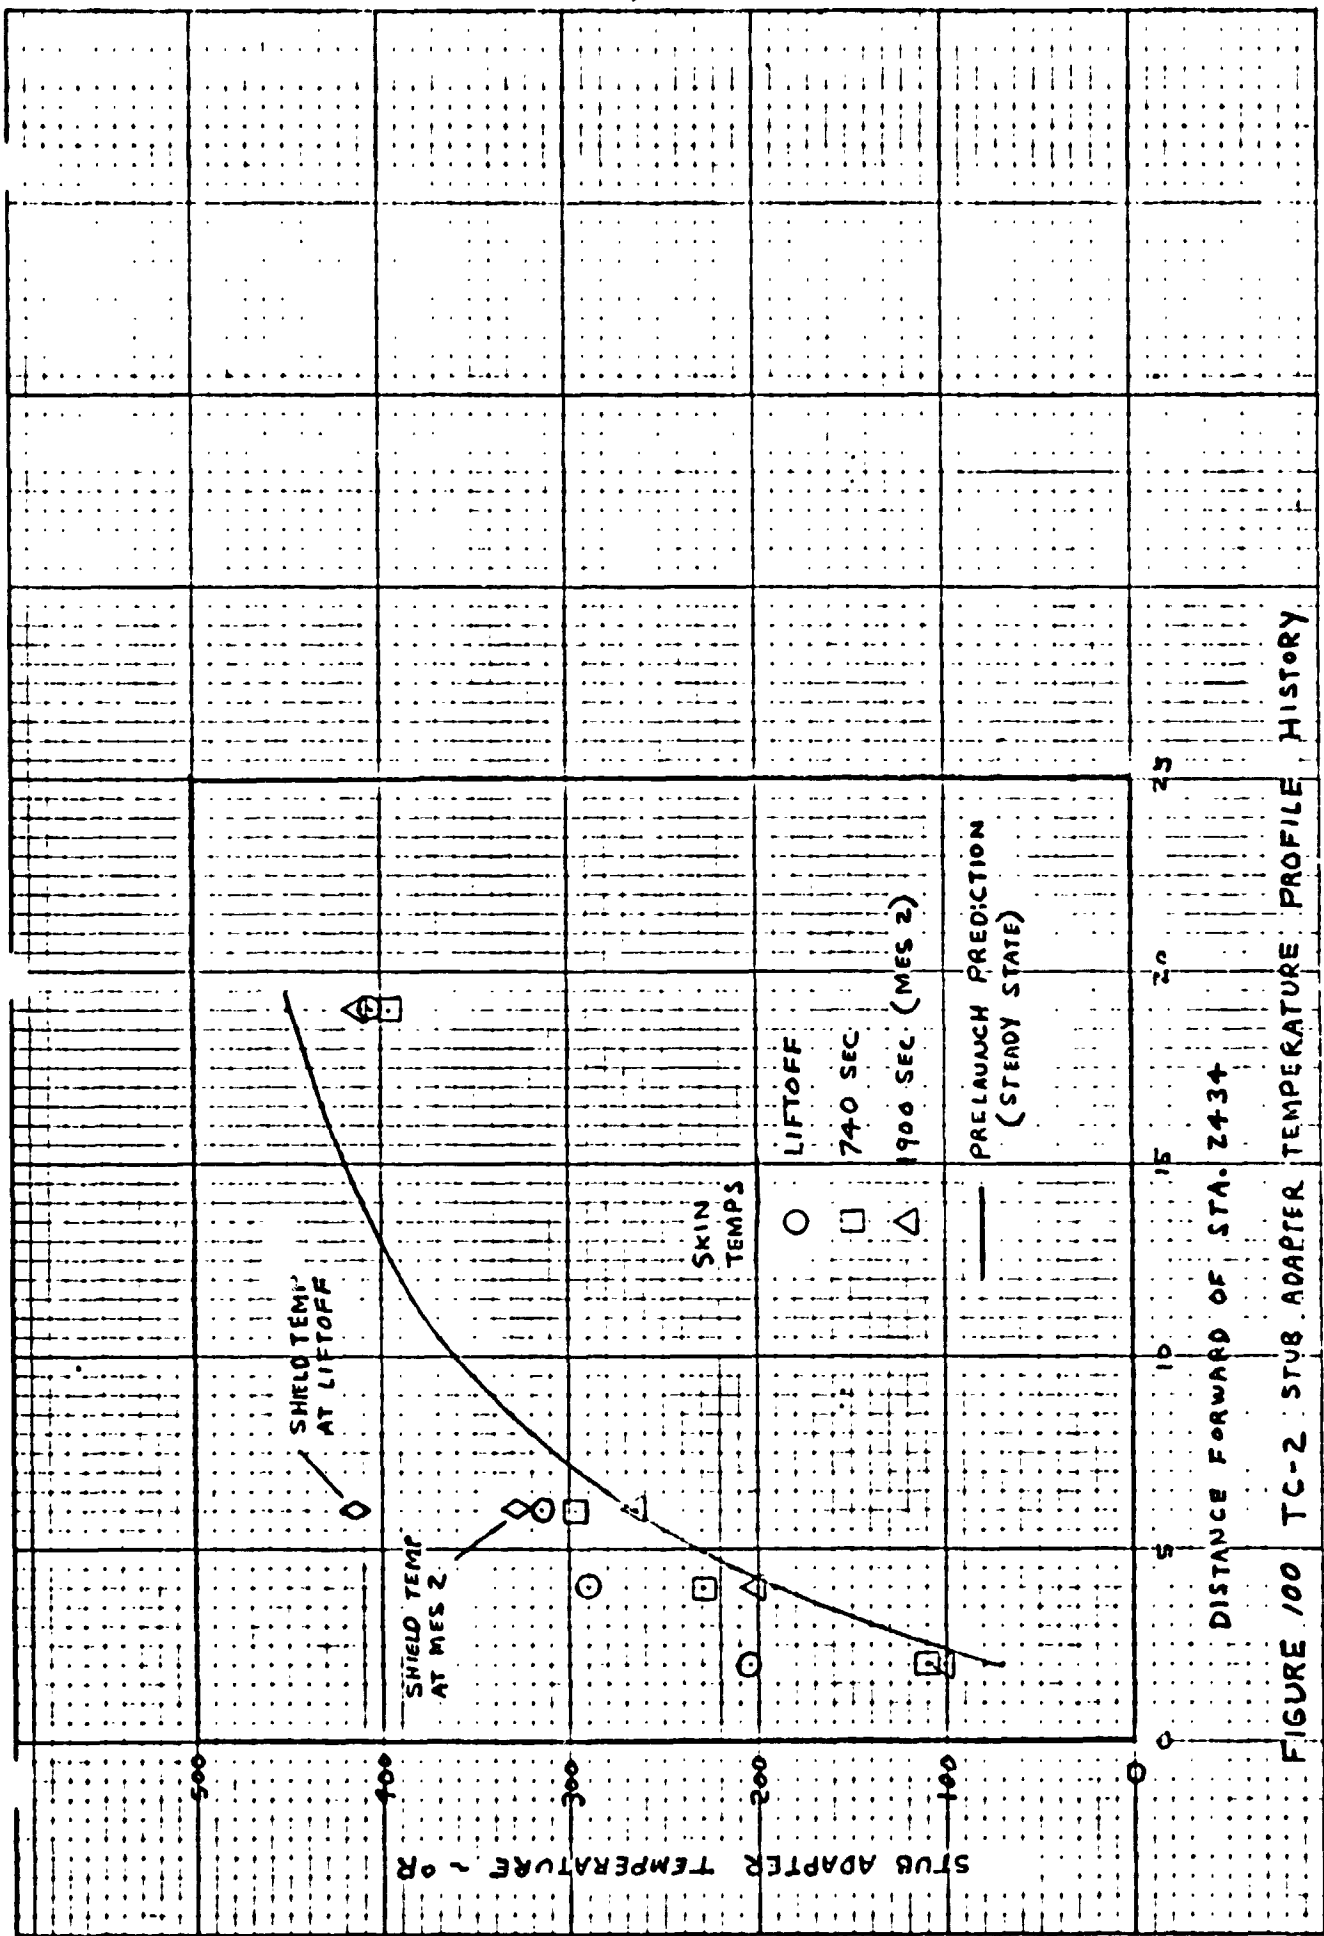 500
400
300
200
100
0
STUB ADAPTER TEMPERATURE ~ °R
SHIELD TEMP
AT LIFTOFF
SHIELD TEMP
AT MES 2
SKIN
TEMPS
LIFTOFF
740 SEC
1900 SEC (MES 2)
PRELAUNCH PREDICTION
(STEADY STATE)
0 5 10 15 20 25
DISTANCE FORWARD OF STA. 2434
FIGURE 100 TC-2 STUB ADAPTER TEMPERATURE PROFILE HISTORY